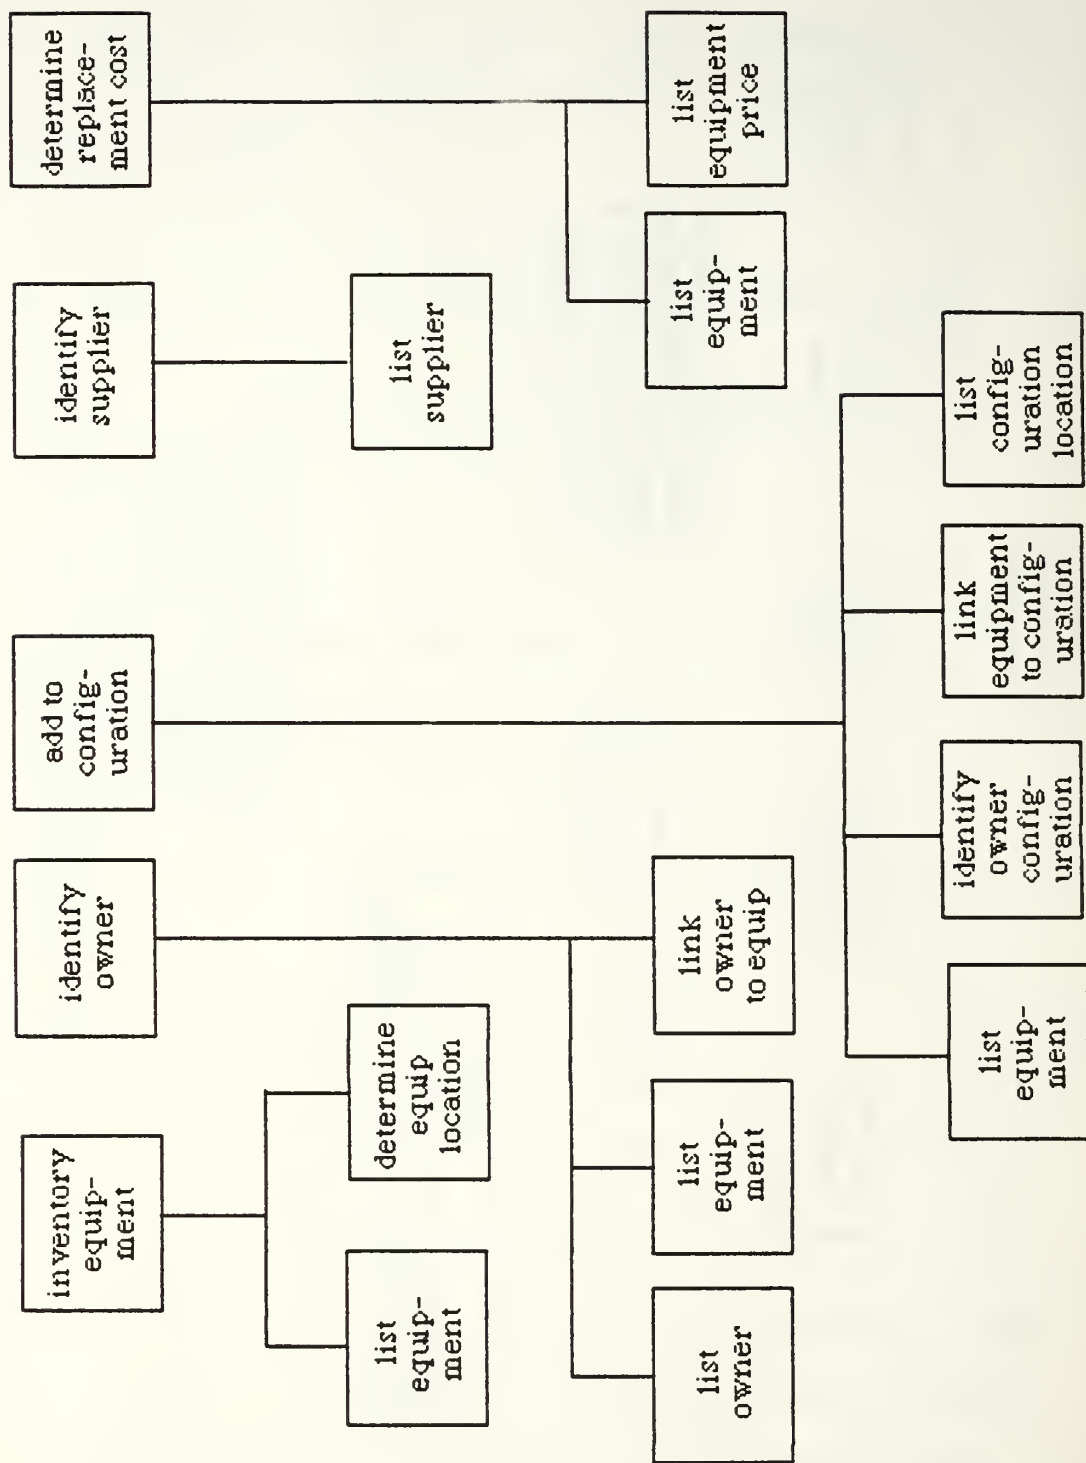 inventory
equip-
ment
identify
owner
add to
config-
uration
identify
supplier
determine
replace-
ment cost
list
equip-
ment
determine
equip
location
list
supplier
list
owner
list
equip-
ment
link
owner
to equip
list
equip-
ment
list
equipment
price
list
equip-
ment
identify
owner
config-
uration
link
equipment
to config-
uration
list
config-
uration
location